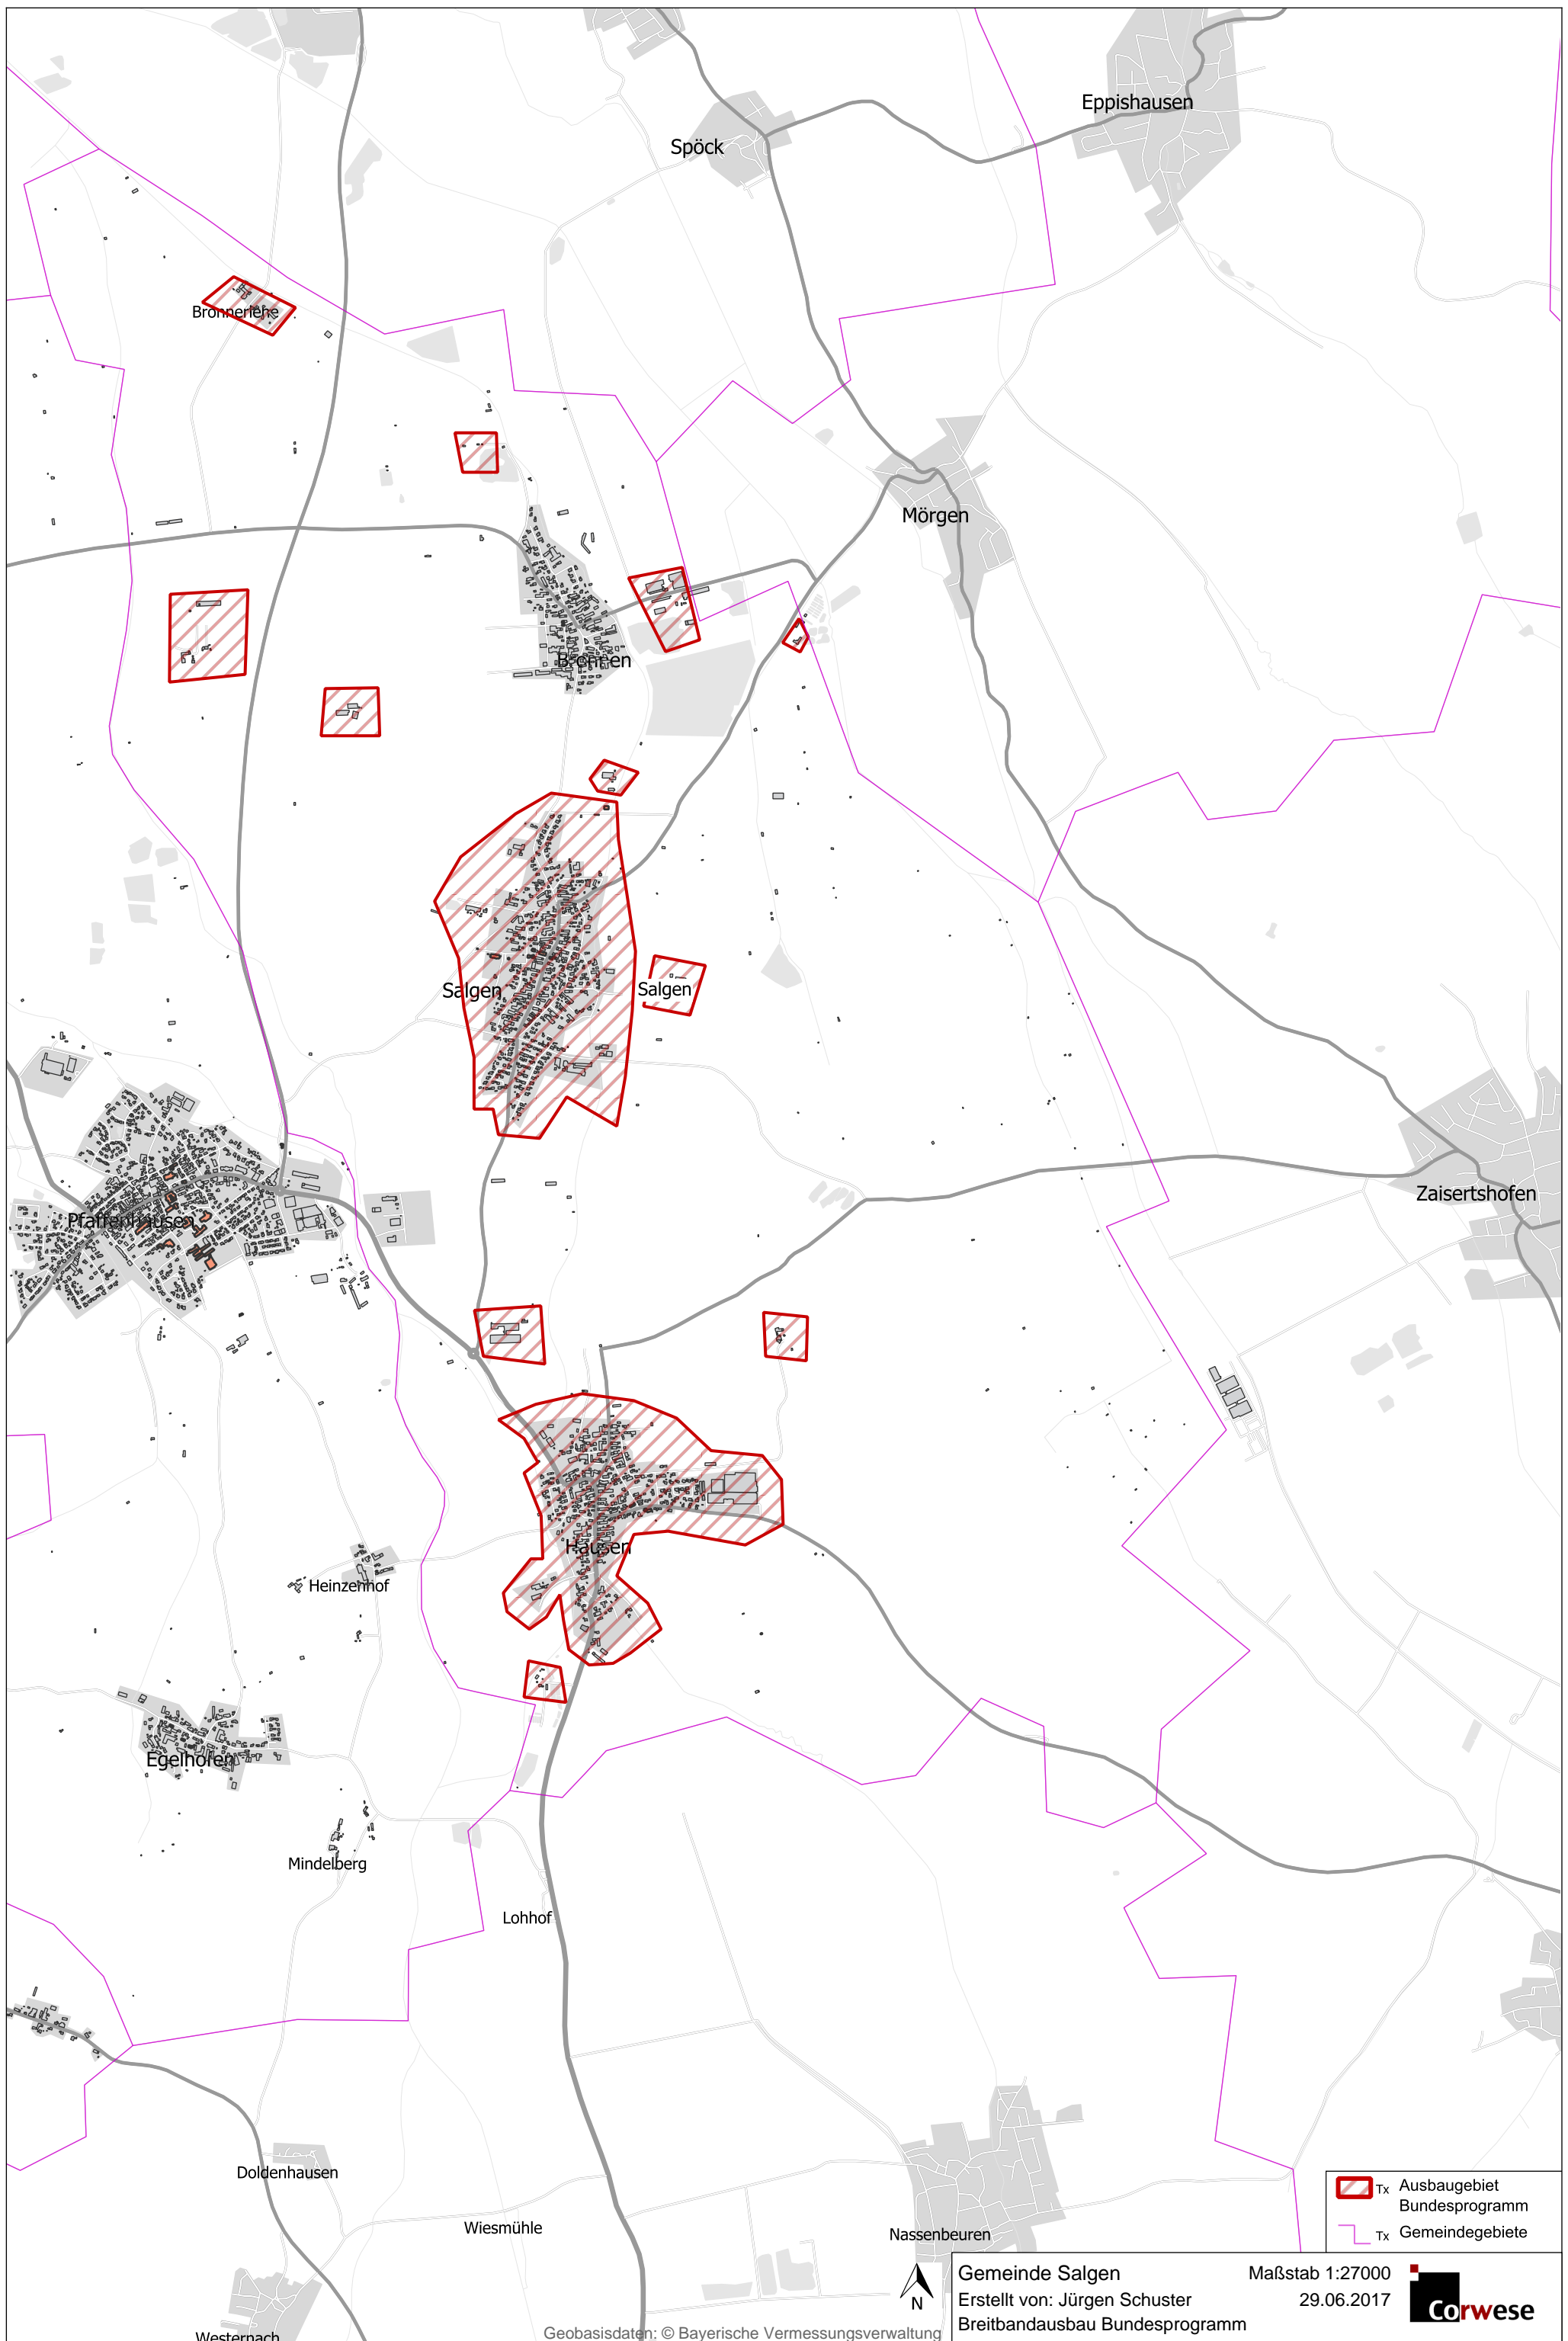 Eppishausen
Spöck
Bronnerlehe
Mörgen
Bronnen
Salgen
Salgen
Zaisertshofen
Pfaffenhausen
Hausen
Heinzenhof
Egelhofen
Mindelberg
Lohhof
Doldenhausen
Wiesmühle
Nassenbeuren
Westernach
Tx Ausbaugebiet
Bundesprogramm
Tx Gemeindegebiete
N
Gemeinde Salgen Maßstab 1:27000
Erstellt von: Jürgen Schuster 29.06.2017
Breitbandausbau Bundesprogramm
Corwese
Geobasisdaten: © Bayerische Vermessungsverwaltung